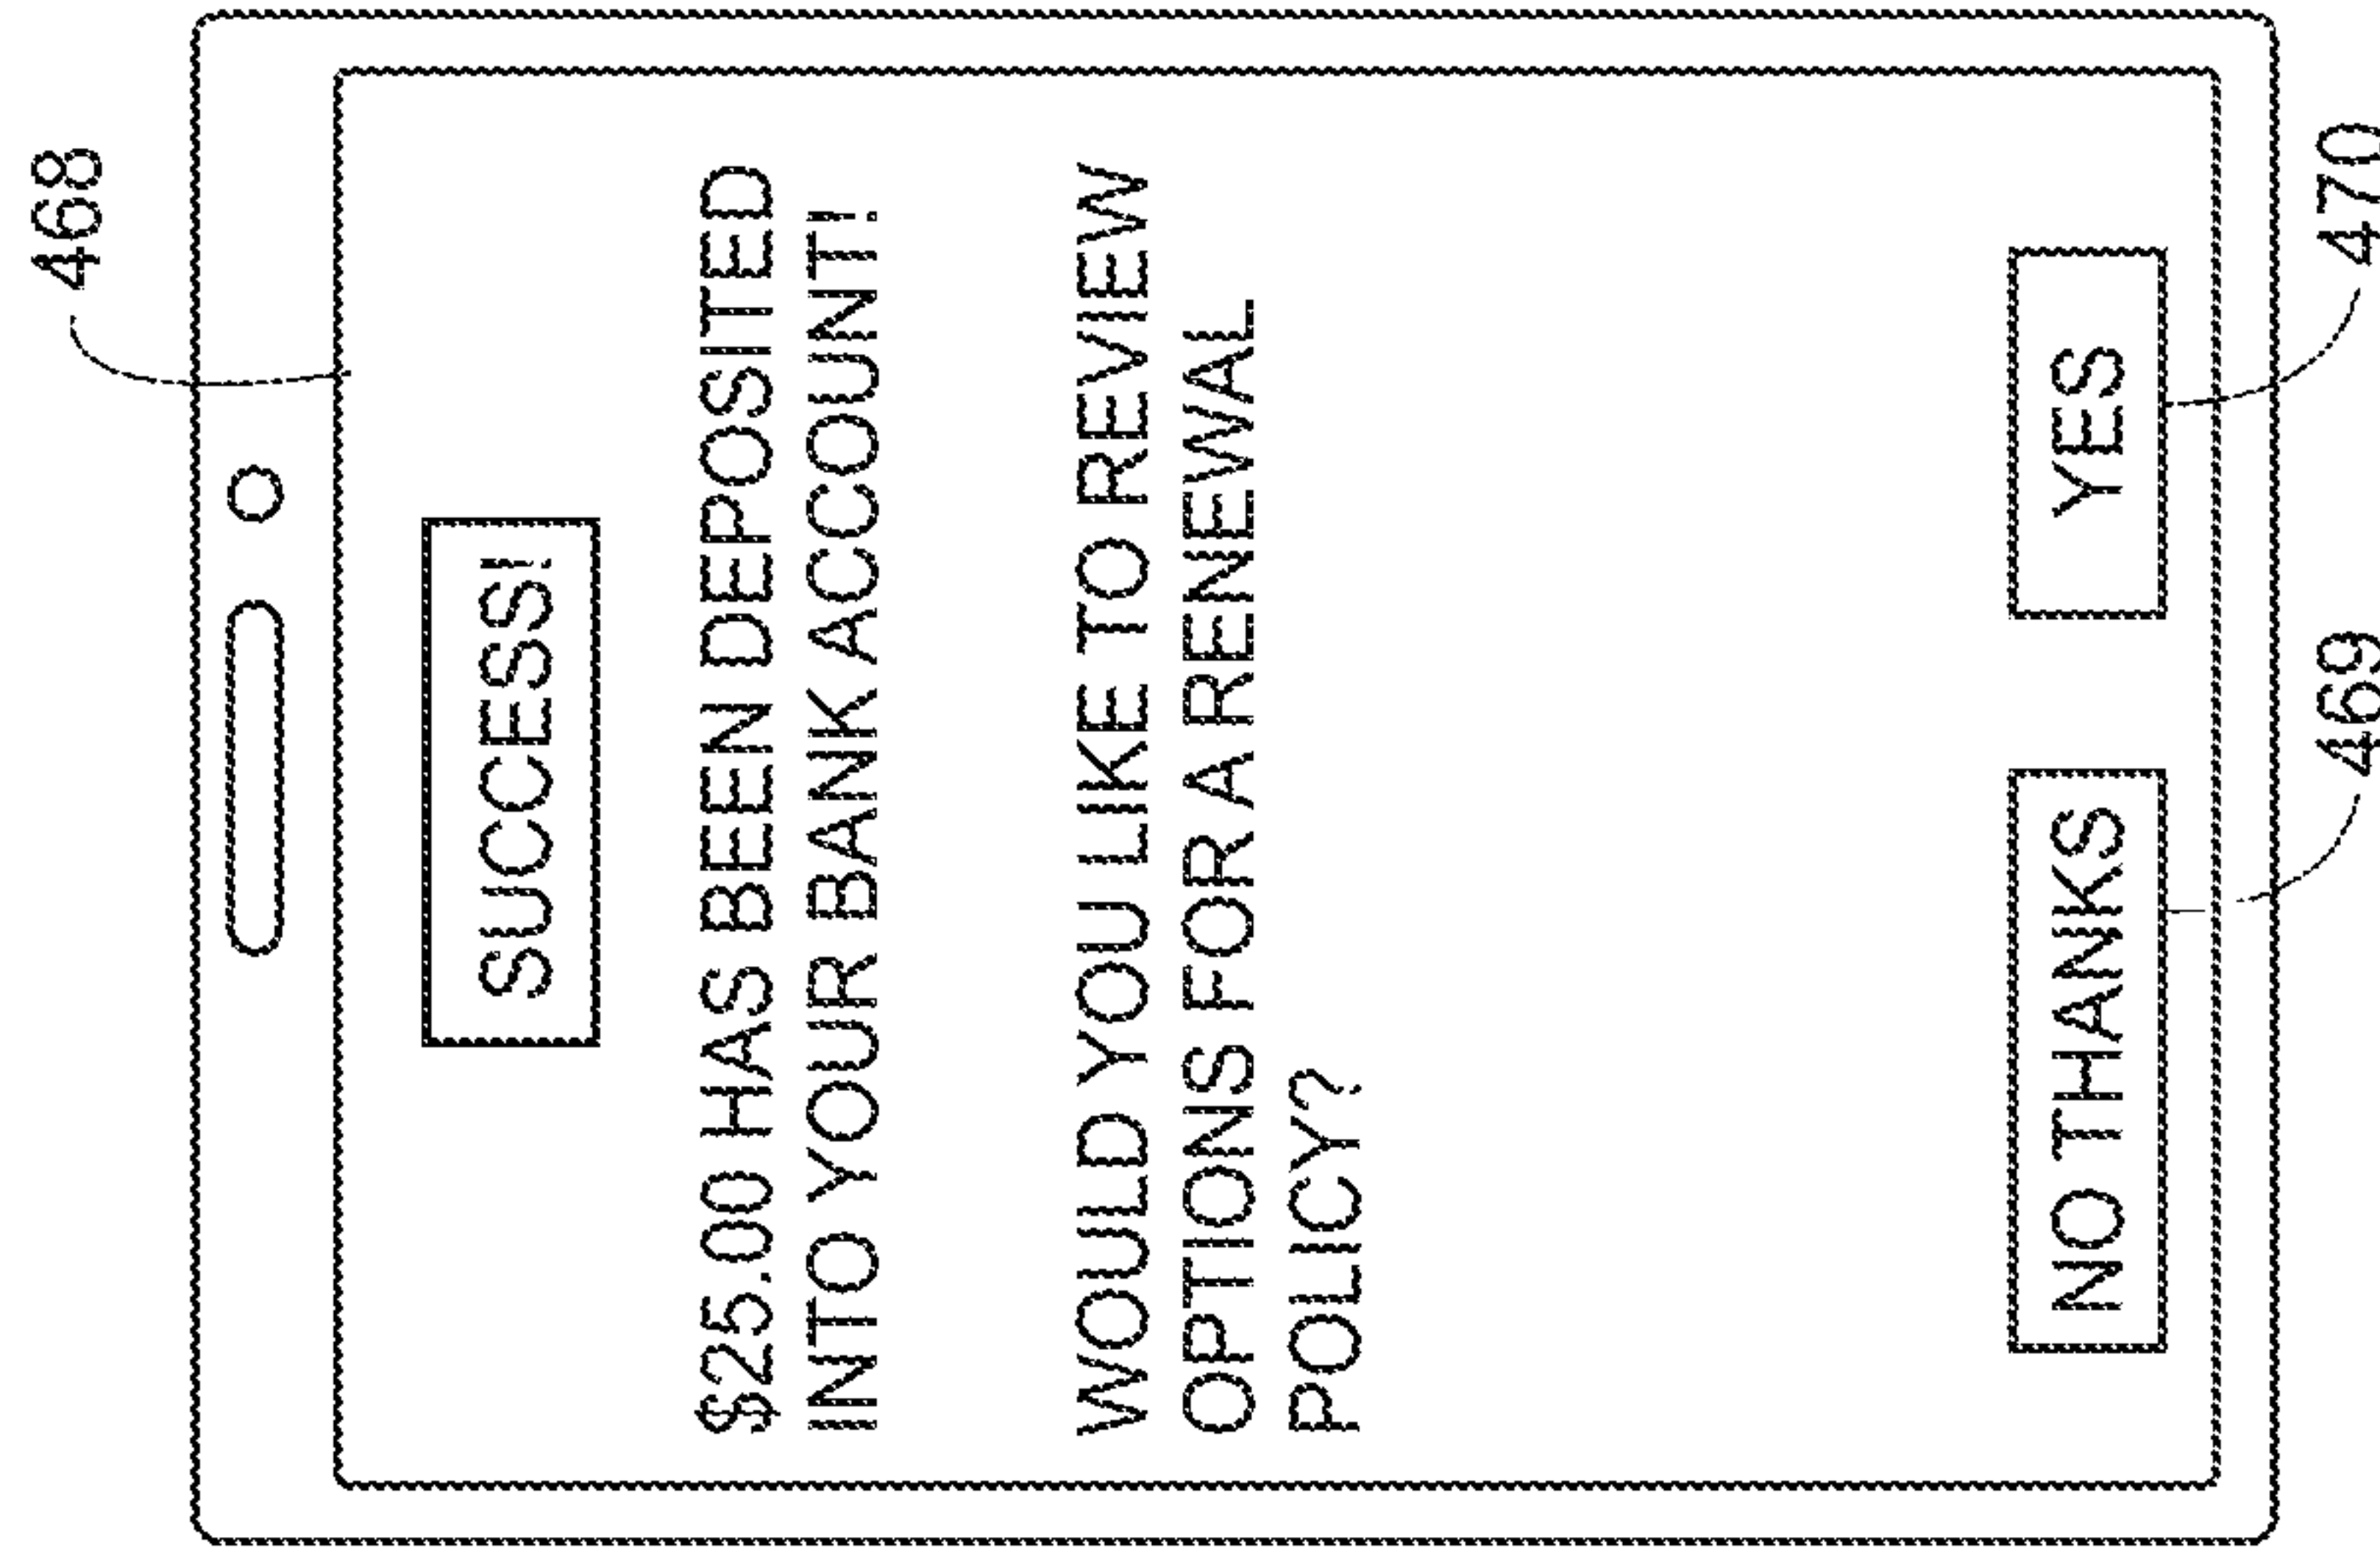 468
SUCCESS!
$25.00 HAS BEEN DEPOSITED
INTO YOUR BANK ACCOUNT!
WOULD YOU LIKE TO REVIEW
OPTIONS FOR A RENEWAL
POLICY?
NO THANKS
YES
469
470